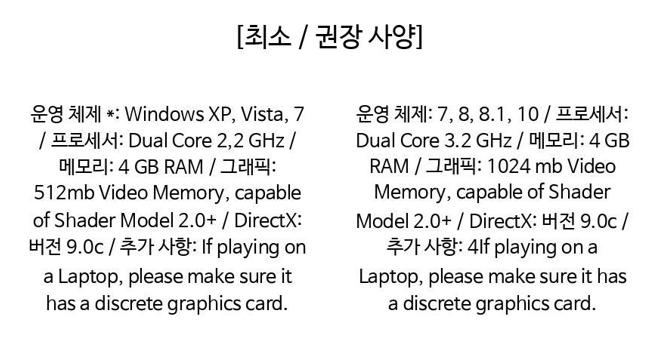 [최소 / 권장 사양]
운영 체제 *: Windows XP, Vista, 7
/ 프로세서: Dual Core 2,2 GHz /
메모리: 4 GB RAM / 그래픽:
512mb Video Memory, capable
of Shader Model 2.0+ / DirectX:
버전 9.0c / 추가 사항: If playing on
a Laptop, please make sure it
has a discrete graphics card.
운영 체제: 7, 8, 8.1, 10 / 프로세서:
Dual Core 3.2 GHz / 메모리: 4 GB
RAM / 그래픽: 1024 mb Video
Memory, capable of Shader
Model 2.0+ / DirectX: 버전 9.0c /
추가 사항: 4If playing on a
Laptop, please make sure it has
a discrete graphics card.